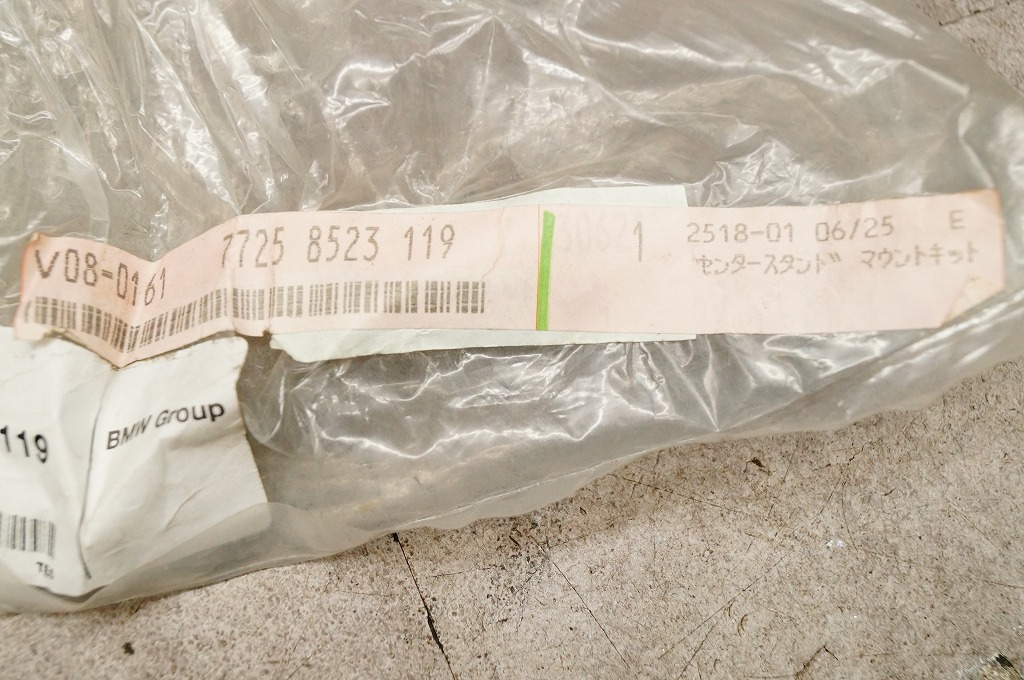 V08-0161 7725 8523 119
1 2518-01 06/25 E
センタースタンド マウントキット
BMW Group
119